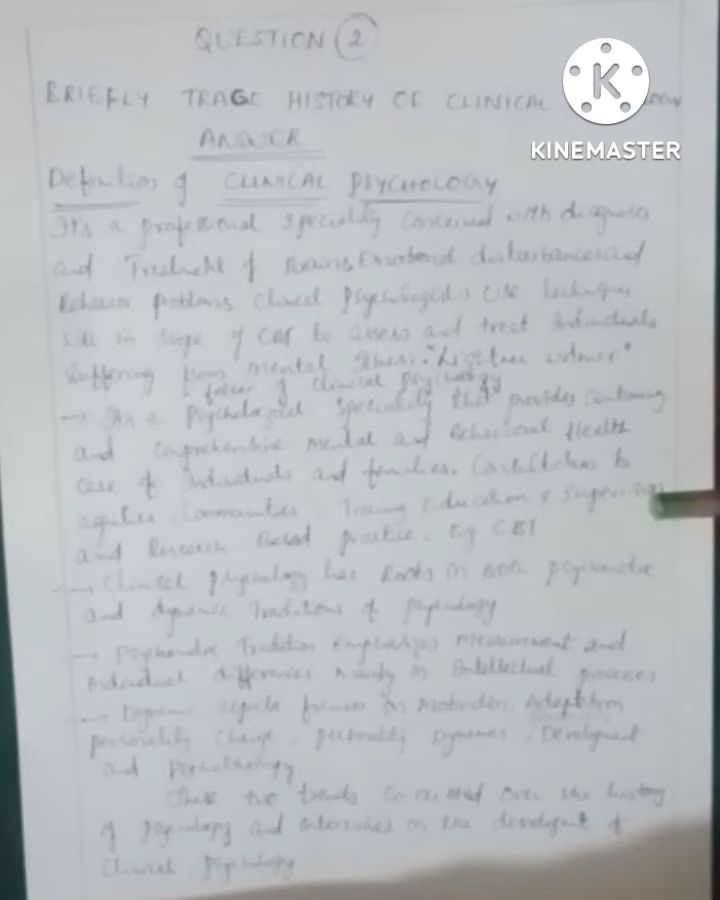 QUESTION 2
BRIEFLY TRAGE HISTORY OF CLINICAL
KINEMASTER
ANSWER
Definition of CLINICAL PSYCHOLOGY
Its a professional speciality concerned with diagnosis
and Treatment of Brains Emotional disturbances and
Behavior problems. Clinical Psychologists use techniques
of CBT to assess and treat Individuals
Suffering from mental illness. "Lightner witmer"
father of clinical psychology
→ Its a Psychological Speciality that provides continuing
and comprehensive mental and Behavioral Health
care of Individuals and families. Consultation to
agencies Communities. Training Education & Supervision
and Research Based practice. Eg CBT
→ Clinical psychology has Roots in Both psychometric
and dynamic Traditions of psychology
→ Psychometric Tradition Emphasizes measurement and
Individual differences mainly in Intellectual processes
→ Dynamic focuses on Motivation, Adaptation
personality change, personality dynamics, Development
and Psychotherapy
These two trends Co existed over the history
of psychology and in the of
Clinical Psychology